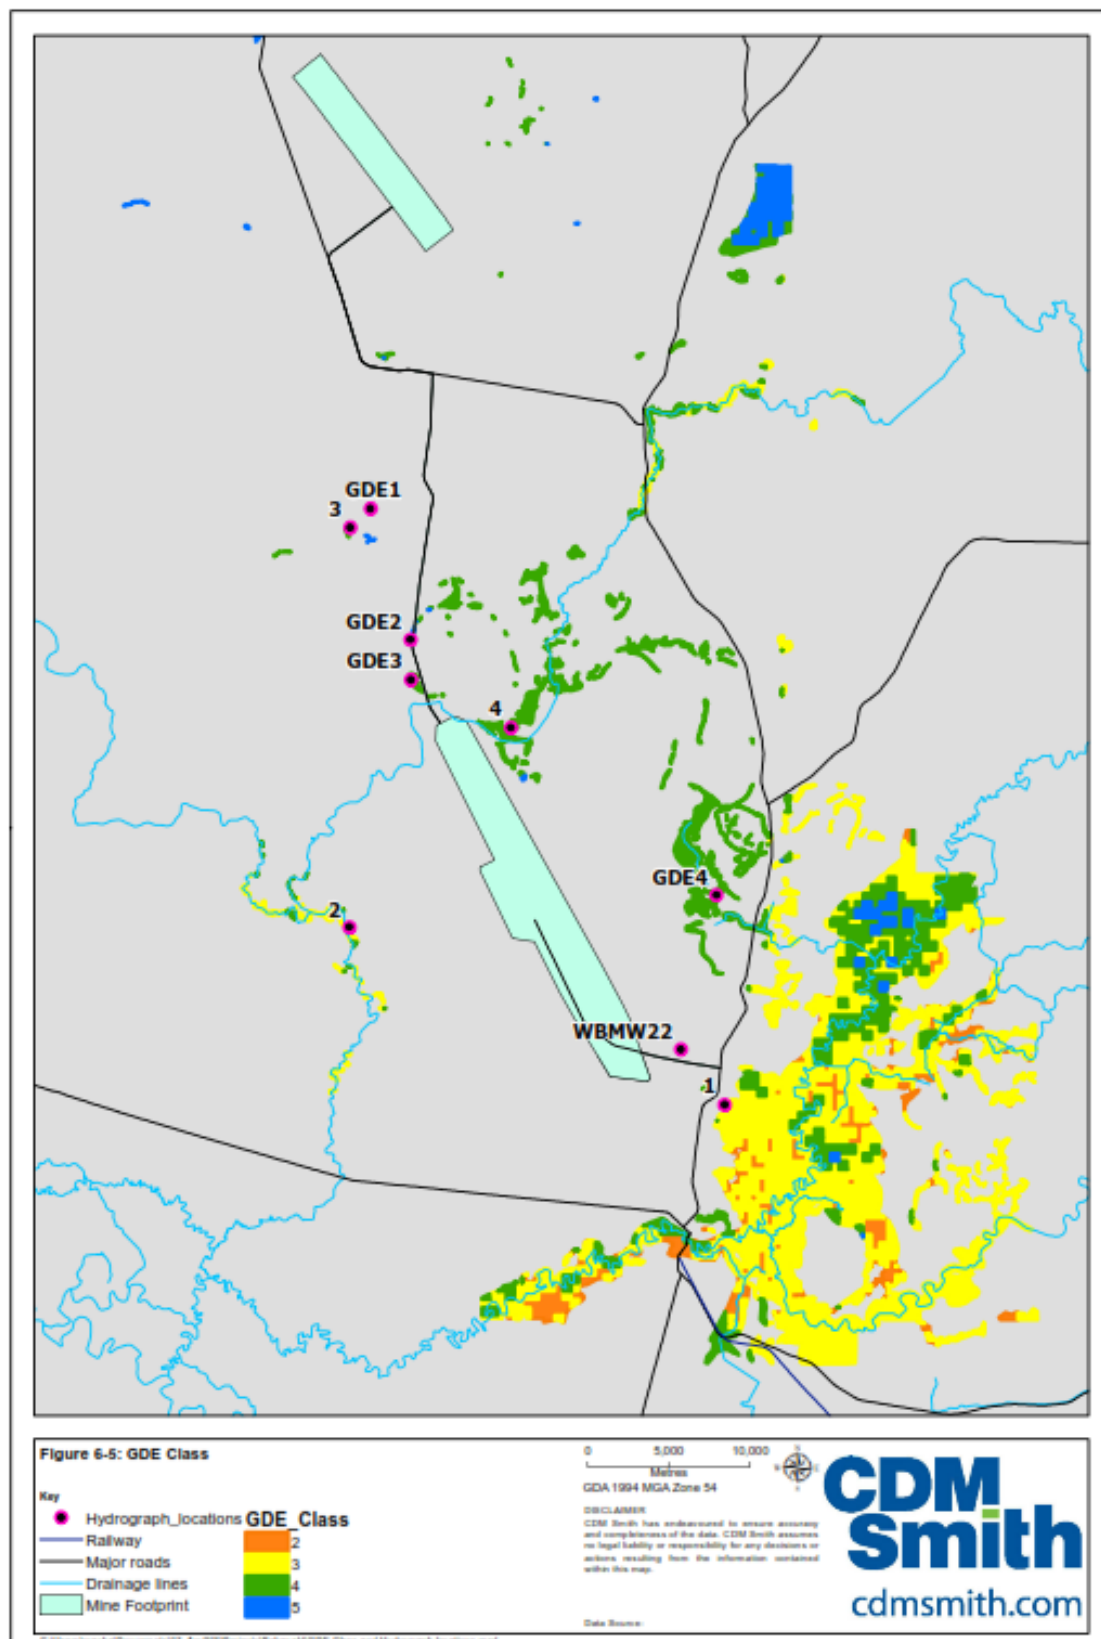 GDE1
3
GDE2
GDE3
4
GDE4
2
WBMW22
1
Figure 6-5: GDE Class
Key
Hydrograph_locations
Railway
Major roads
Drainage lines
Mine Footprint
GDE_Class
2
3
4
5
0 5,000 10,000
Metres
GDA 1994 MGA Zone 54
DISCLAIMER
CDM Smith has endeavoured to ensure accuracy
and completeness of the data. CDM Smith assumes
no legal liability or responsibility for any decisions or
actions resulting from the information contained
within this map.
Data Source:
CDM
Smith
cdmsmith.com